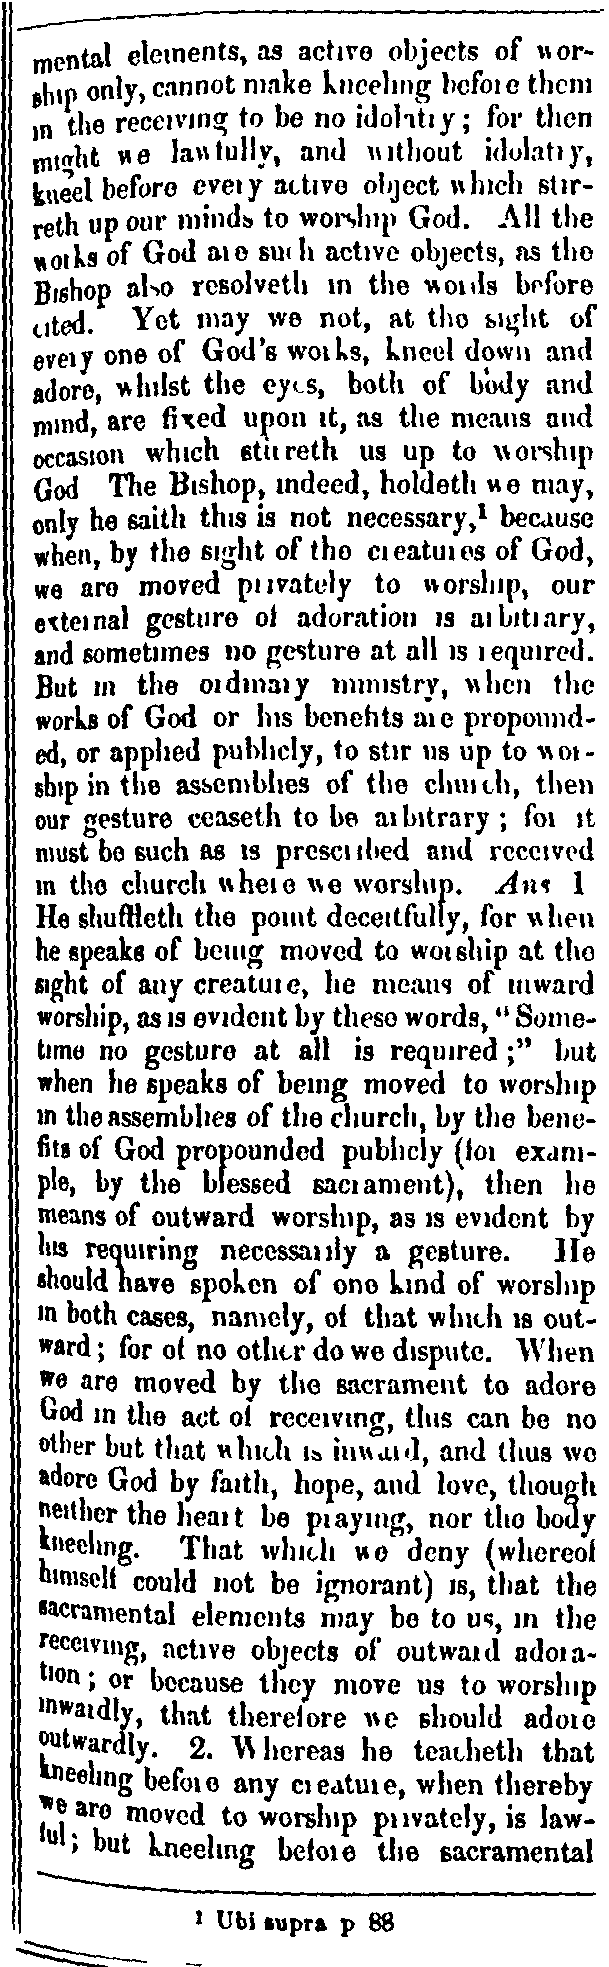 mental elements, as active objects of wor-
ship only, cannot make kneeling before them
in the receiving to be no idolatry; for then
might we lawfully, and without idolatry,
kneel before every active object which stir-
reth up our minds to worship God. All the
works of God are such active objects, as the
Bishop also resolveth in the words before
cited. Yet may we not, at the sight of
every one of God's works, kneel down and
adore, whilst the eyes, both of body and
mind, are fixed upon it, as the means and
occasion which stirreth us up to worship
God The Bishop, indeed, holdeth we may,
only he saith this is not necessary,¹ because
when, by the sight of the creatures of God,
we are moved privately to worship, our
external gesture of adoration is arbitrary,
and sometimes no gesture at all is required.
But in the ordinary ministry, when the
works of God or his benefits are propound-
ed, or applied publicly, to stir us up to wor-
ship in the assemblies of the church, then
our gesture ceaseth to be arbitrary; for it
must be such as is prescribed and received
in the church where we worship. Ans 1
He shuffleth the point deceitfully, for when
he speaks of being moved to worship at the
sight of any creature, he means of inward
worship, as is evident by these words, "Some-
time no gesture at all is required;" but
when he speaks of being moved to worship
in the assemblies of the church, by the bene-
fits of God propounded publicly (for exam-
ple, by the blessed sacrament), then he
means of outward worship, as is evident by
his requiring necessarily a gesture. He
should have spoken of one kind of worship
in both cases, namely, of that which is out-
ward; for of no other do we dispute. When
we are moved by the sacrament to adore
God in the act of receiving, this can be no
other but that which is inward, and thus we
adore God by faith, hope, and love, though
neither the heart be praying, nor the body
kneeling. That which we deny (whereof
himself could not be ignorant) is, that the
sacramental elements may be to us, in the
receiving, active objects of outward adora-
tion; or because they move us to worship
inwardly, that therefore we should adore
outwardly. 2. Whereas he teacheth that
kneeling before any creature, when thereby
we are moved to worship privately, is law-
ful; but kneeling before the sacramental
¹ Ubi supra p 88